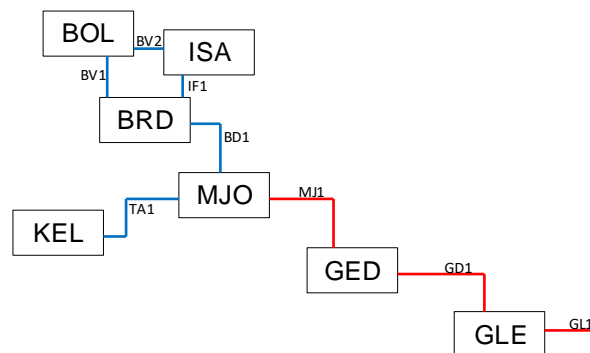 BOL
BV2
ISA
BV1
IF1
BRD
BD1
MJO
MJ1
TA1
KEL
GED
GD1
GLE
GL1